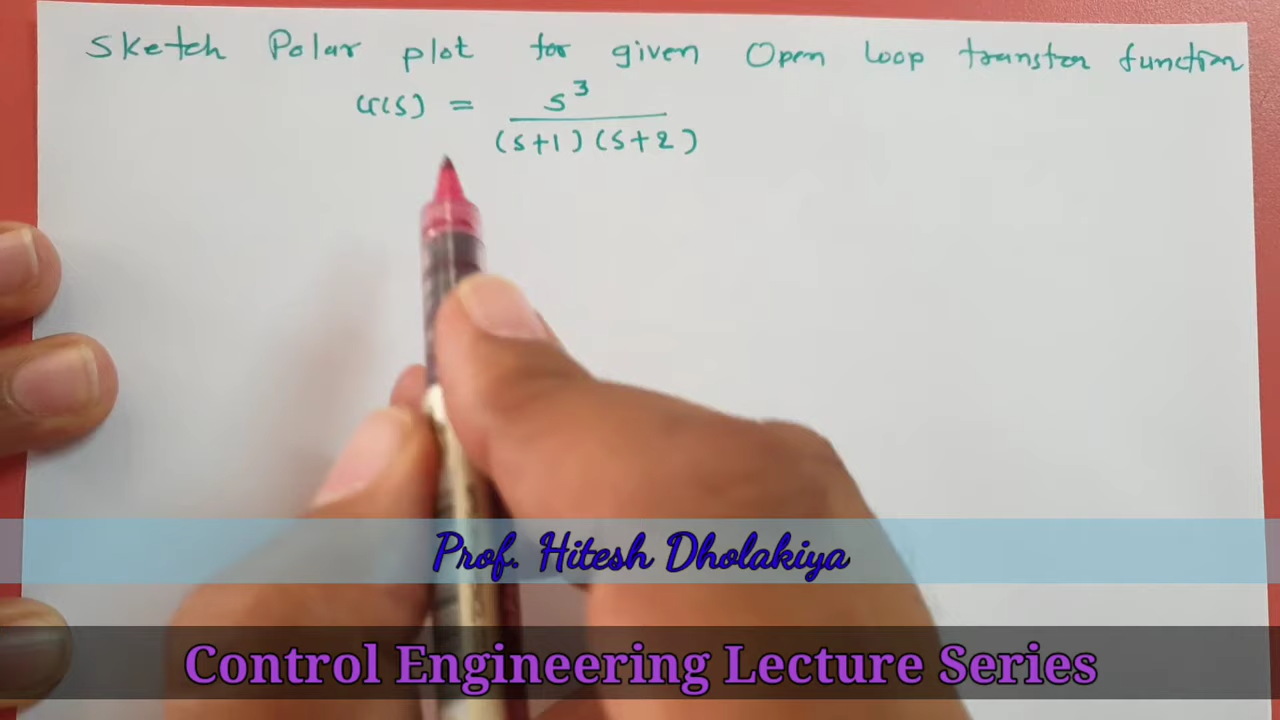 Sketch Polar plot for given Open loop transfer function
G(s) = s³
(s+1)(s+2)
Prof. Hitesh Dholakiya
Control Engineering Lecture Series